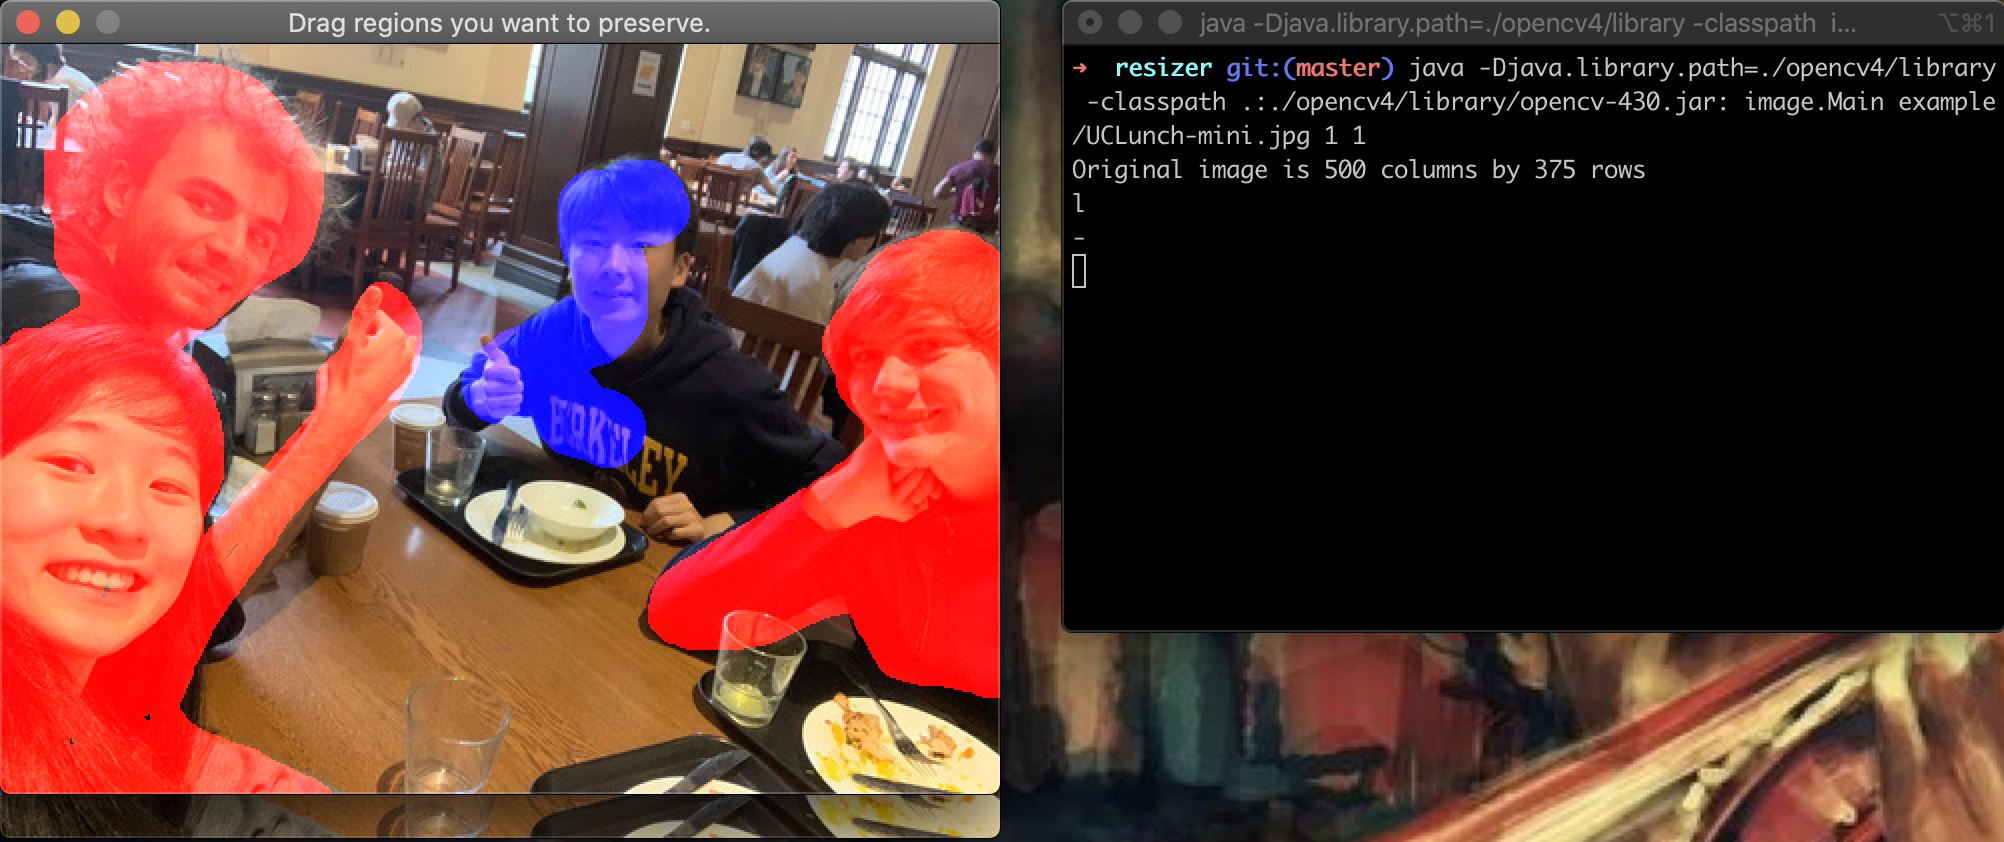 Drag regions you want to preserve.
java -Djava.library.path=./opencv4/library -classpath i... ⌥⌘1
➜ resizer git:(master) java -Djava.library.path=./opencv4/library
-classpath .:./opencv4/library/opencv-430.jar: image.Main example
/UCLunch-mini.jpg 1 1
Original image is 500 columns by 375 rows
l
-
BERKELEY